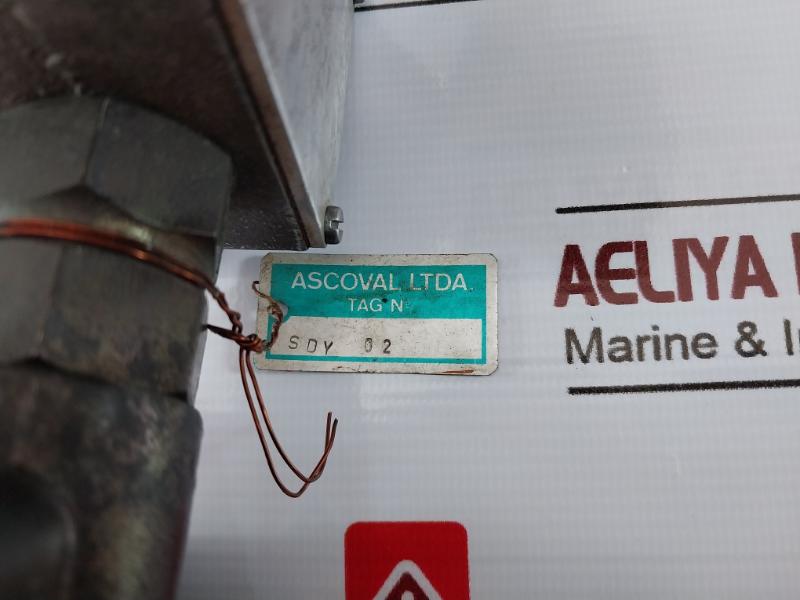 ASCOVAL LTDA.
TAG Nº
SDY 02
AELIYA
Marine &